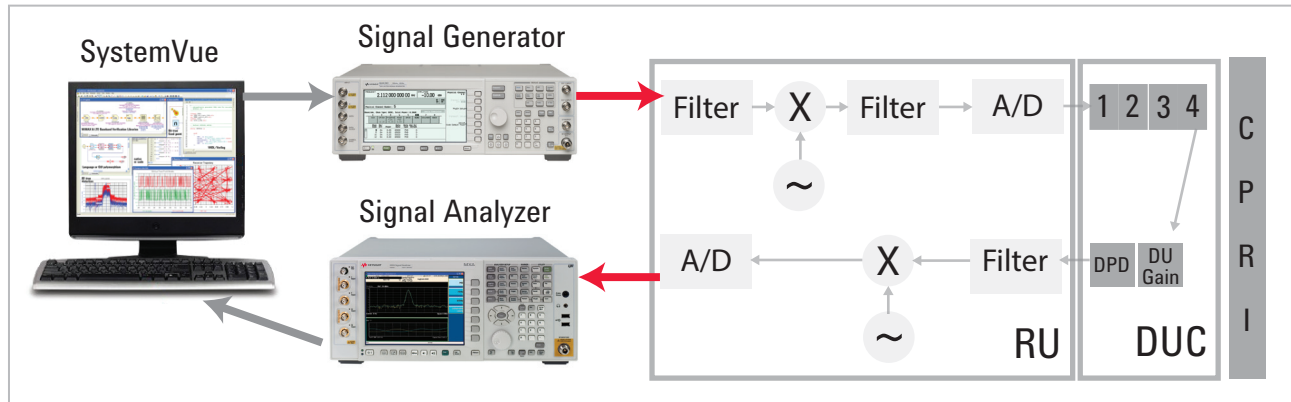 SystemVue
Signal Generator
Filter
X
Filter
A/D
1 2 3 4
~
C
P
R
I
Signal Analyzer
A/D
X
Filter
DPD
DU
Gain
~
RU
DUC